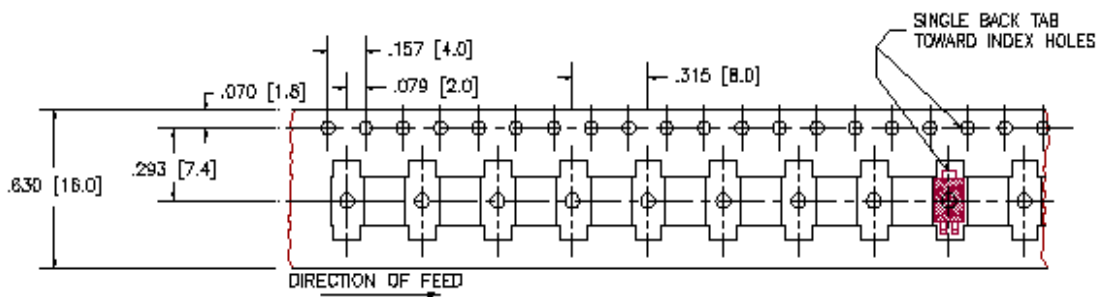 SINGLE BACK TAB
TOWARD INDEX HOLES
.157 [4.0]
.079 [2.0]
.315 [8.0]
.070 [1.8]
.293 [7.4]
.630 [16.0]
DIRECTION OF FEED